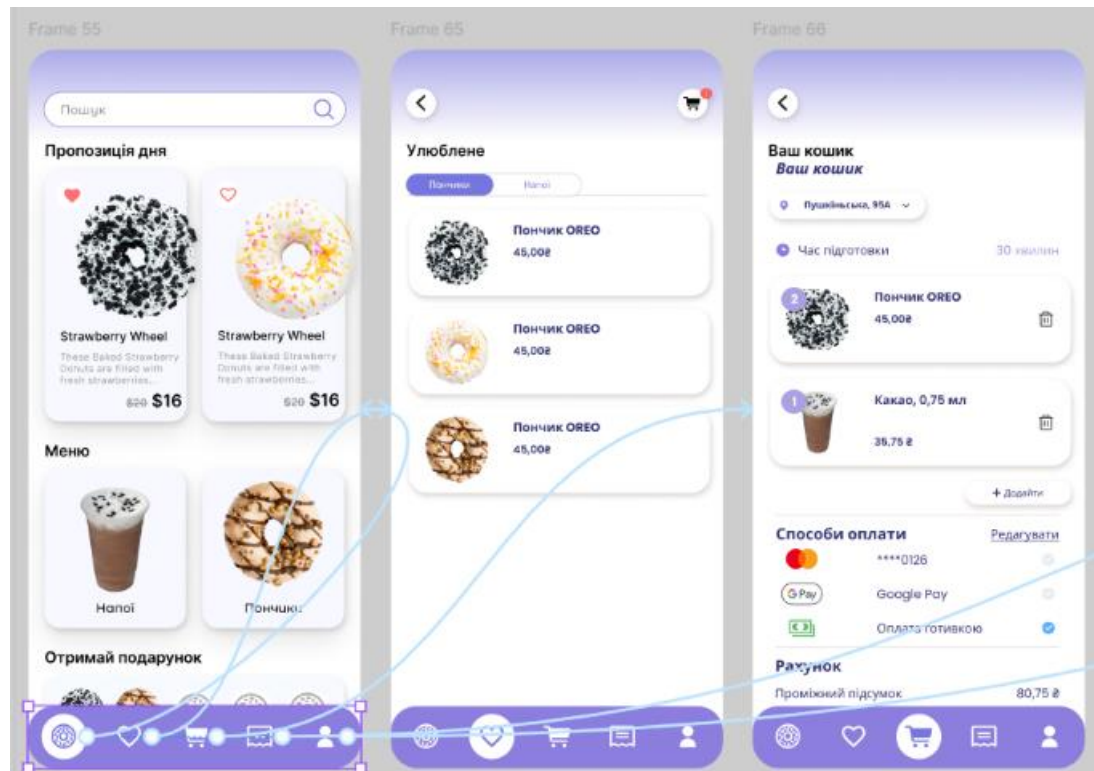 Frame 55
Пошук
Пропозиція дня
Strawberry Wheel
These Baked Strawberry
Donuts are filled with
fresh strawberries...
$20 $16
Strawberry Wheel
These Baked Strawberry
Donuts are filled with
fresh strawberries...
$20 $16
Меню
Напої
Пончики
Отримай подарунок
Frame 65
Улюблене
Пончики
Напої
Пончик OREO
45,00₴
Пончик OREO
45,00₴
Пончик OREO
45,00₴
Frame 66
Ваш кошик
Ваш кошик
Пушкінська, 95А
Час підготовки 30 хвилин
2
Пончик OREO
45,00₴
1
Какао, 0,75 мл
35,75 ₴
+ Додайти
Способи оплати Редагувати
****0126
G Pay
Google Pay
Оплата готивкою
Рахунок
Проміжний підсумок 80,75 ₴